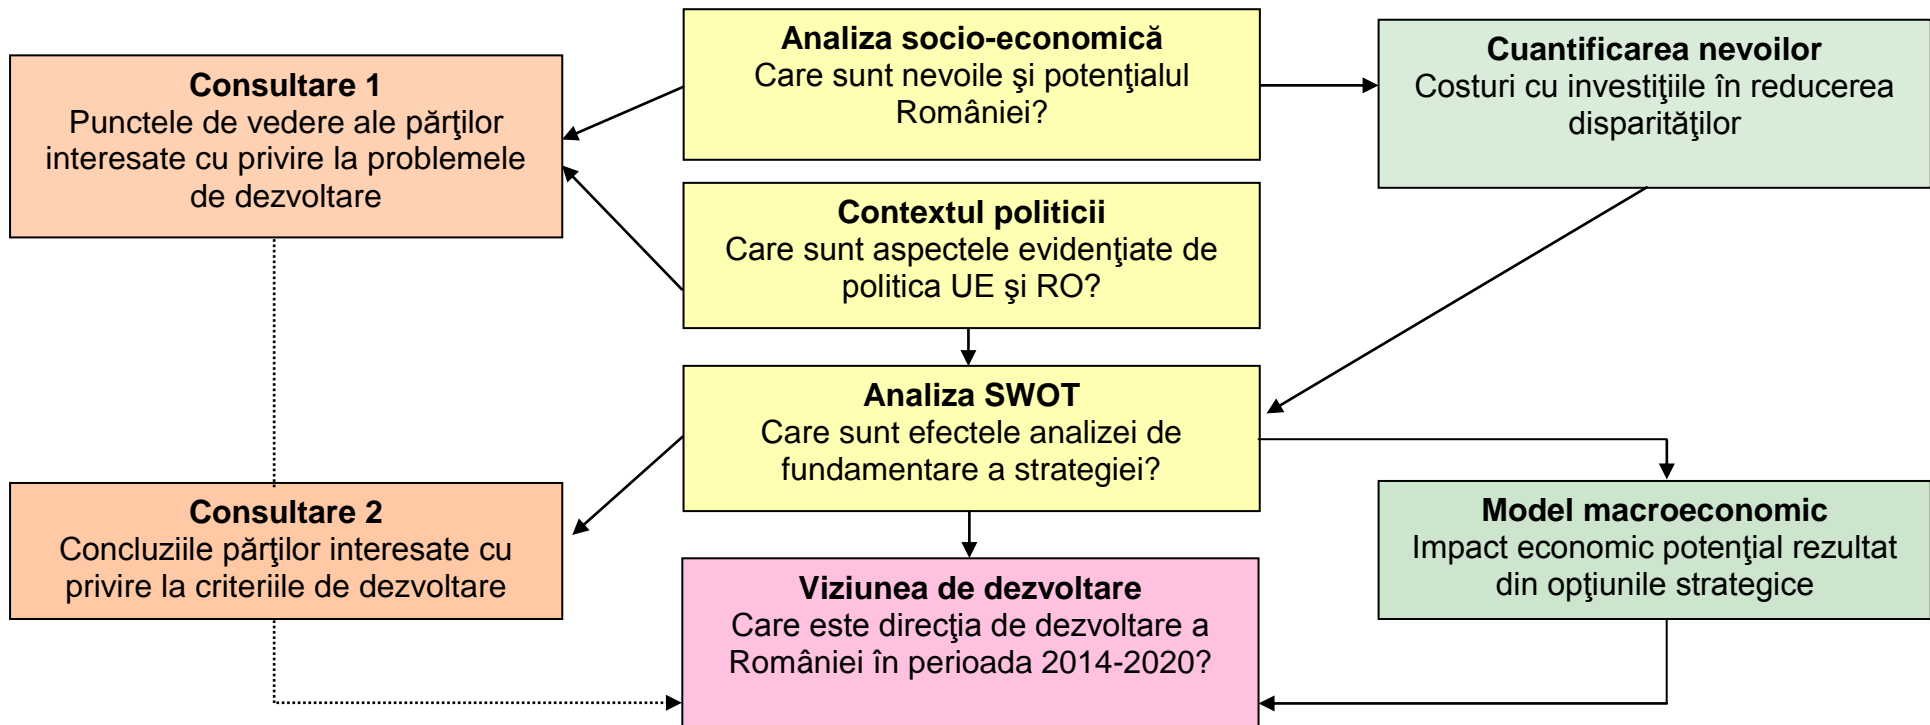 Analiza socio-economică
Care sunt nevoile şi potenţialul
României?
Cuantificarea nevoilor
Costuri cu investiţiile în reducerea
disparităţilor
Consultare 1
Punctele de vedere ale părţilor
interesate cu privire la problemele
de dezvoltare
Contextul politicii
Care sunt aspectele evidenţiate de
politica UE şi RO?
Analiza SWOT
Care sunt efectele analizei de
fundamentare a strategiei?
Consultare 2
Concluziile părţilor interesate cu
privire la criteriile de dezvoltare
Model macroeconomic
Impact economic potenţial rezultat
din opţiunile strategice
Viziunea de dezvoltare
Care este direcţia de dezvoltare a
României în perioada 2014-2020?